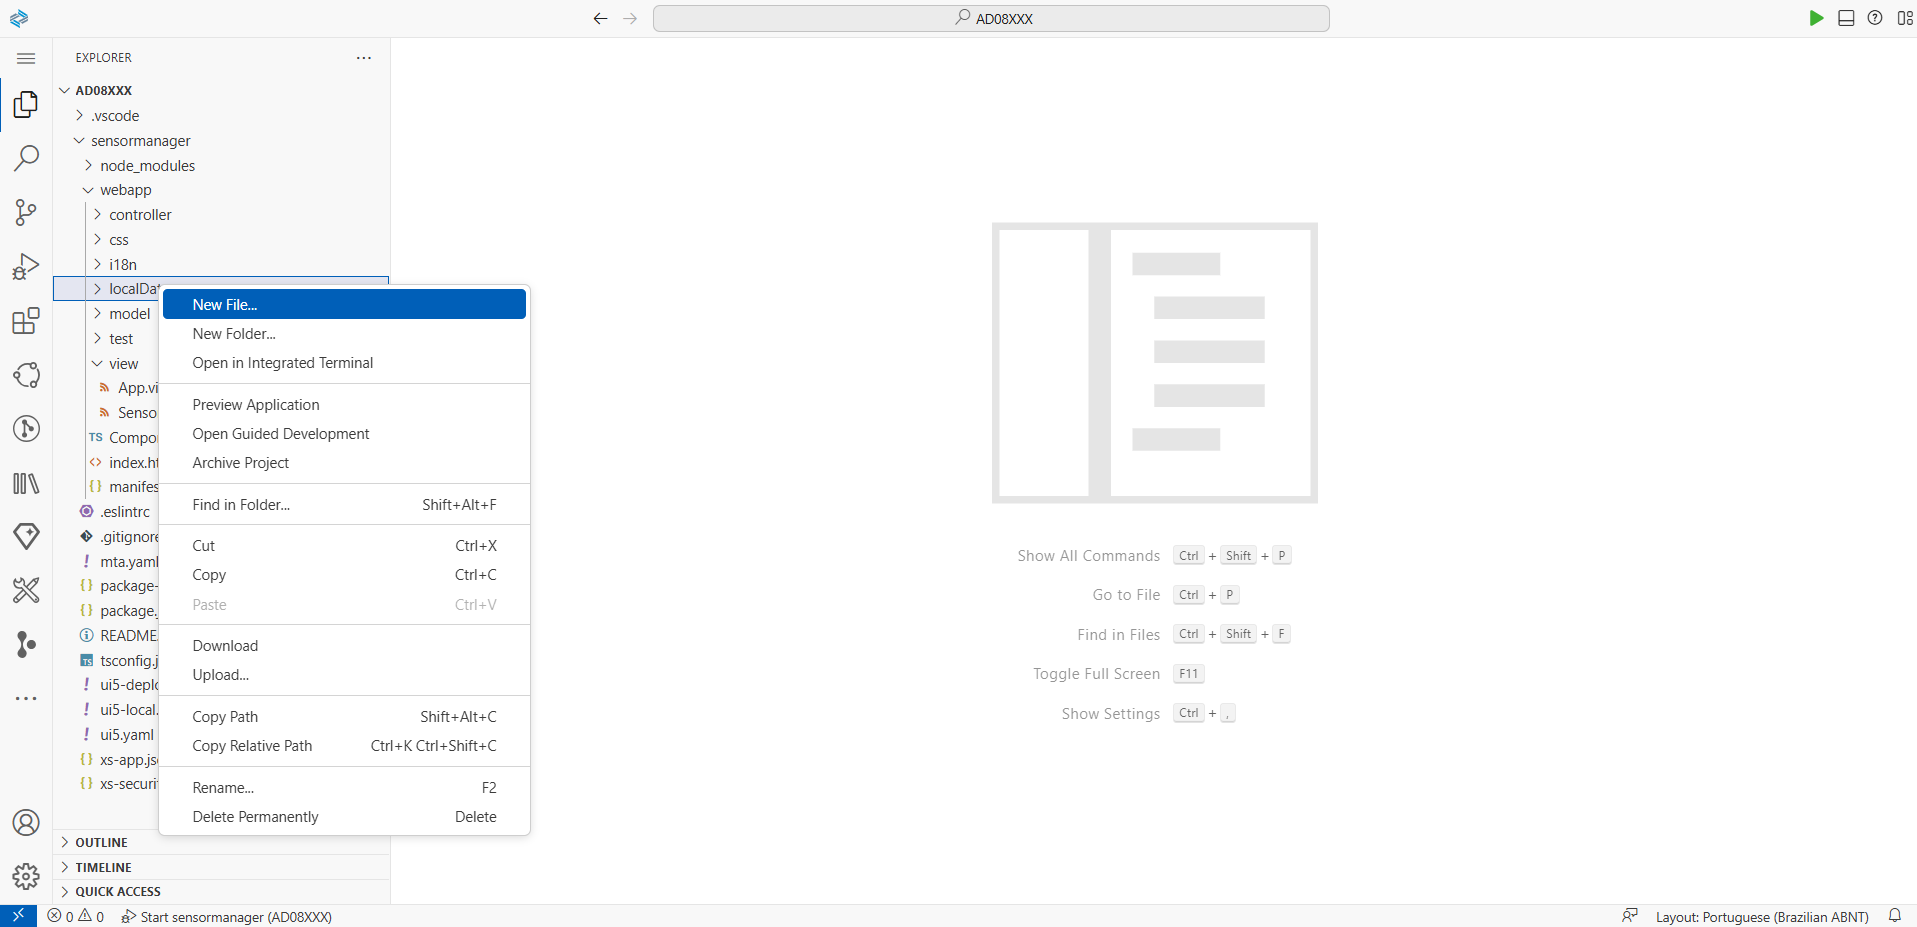 AD08XXX
EXPLORER
AD08XXX
.vscode
sensormanager
node_modules
webapp
controller
css
i18n
localDat
model
test
view
App.vi
Senso
TS Compo
index.ht
manifes
.eslintrc
.gitignore
mta.yaml
package-
package.
README.
tsconfig.j
ui5-deplo
ui5-local.
ui5.yaml
xs-app.js
xs-securi
OUTLINE
TIMELINE
QUICK ACCESS
New File...
New Folder...
Open in Integrated Terminal
Preview Application
Open Guided Development
Archive Project
Find in Folder... Shift+Alt+F
Cut Ctrl+X
Copy Ctrl+C
Paste Ctrl+V
Download
Upload...
Copy Path Shift+Alt+C
Copy Relative Path Ctrl+K Ctrl+Shift+C
Rename... F2
Delete Permanently Delete
Show All Commands Ctrl + Shift + P
Go to File Ctrl + P
Find in Files Ctrl + Shift + F
Toggle Full Screen F11
Show Settings Ctrl + ,
0 0 Start sensormanager (AD08XXX)
Layout: Portuguese (Brazilian ABNT)